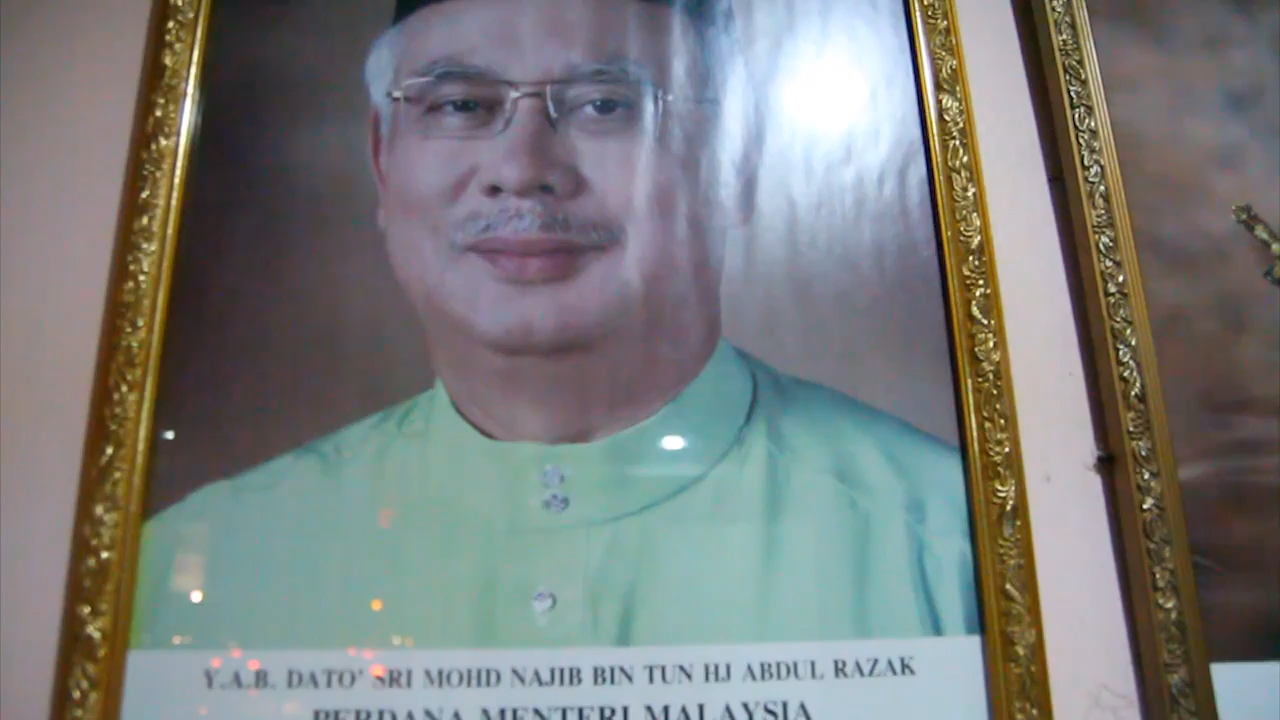 Y.A.B. DATO' SRI MOHD NAJIB BIN TUN HJ ABDUL RAZAK
PERDANA MENTERI MALAYSIA